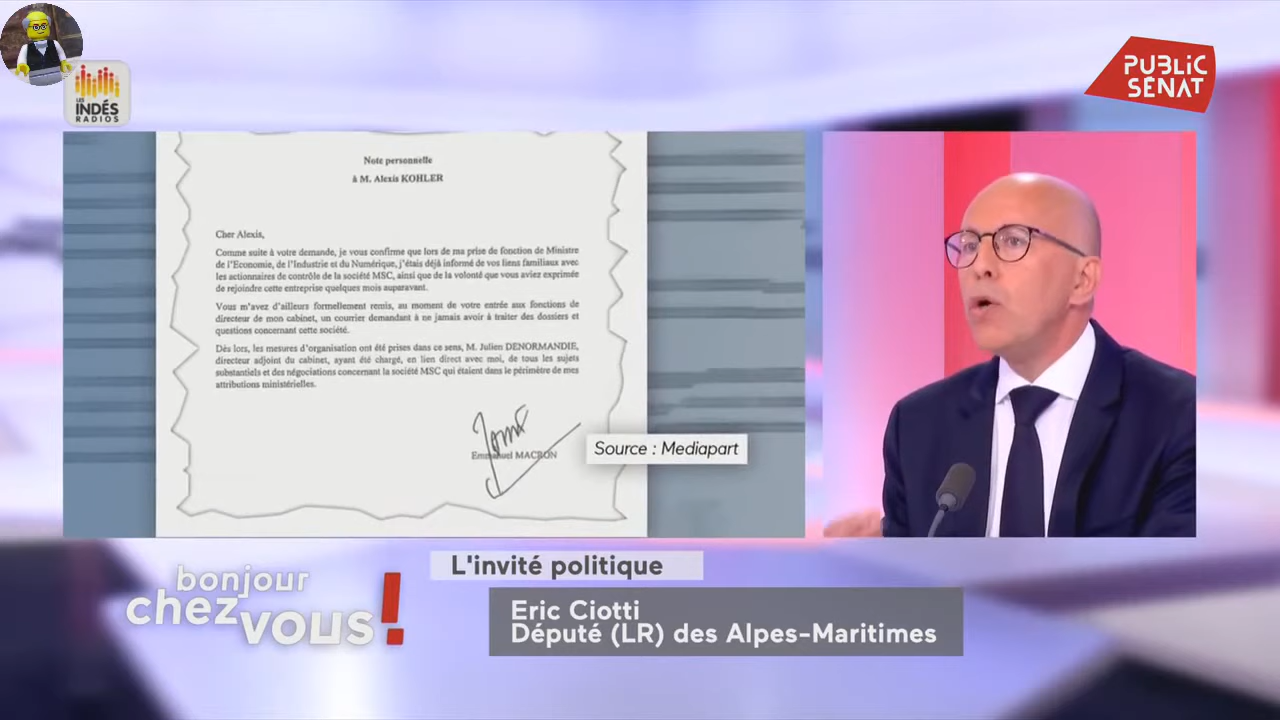 LES
INDÉS
RADIOS
PUBLIC
SÉNAT
Note personnelle
à M. Alexis KOHLER
Cher Alexis,
Comme suite à votre demande, je vous confirme que lors de ma prise de fonction de Ministre
de l'Economie, de l'Industrie et du Numérique, j'étais déjà informé de vos liens familiaux avec
les actionnaires de contrôle de la société MSC, ainsi que de la volonté que vous aviez exprimée
de rejoindre cette entreprise quelques mois auparavant.
Vous m'avez d'ailleurs formellement remis, au moment de votre entrée aux fonctions de
directeur de mon cabinet, un courrier demandant à ne jamais avoir à traiter des dossiers et
questions concernant cette société.
Dès lors, les mesures d'organisation ont été prises dans ce sens, M. Julien DENORMANDIE,
directeur adjoint du cabinet, ayant été chargé, en lien direct avec moi, de tous les sujets
substantiels et des négociations concernant la société MSC qui étaient dans le périmètre de mes
attributions ministérielles.
Emmanuel MACRON
Source : Mediapart
bonjour
chez
vous !
L'invité politique
Eric Ciotti
Député (LR) des Alpes-Maritimes